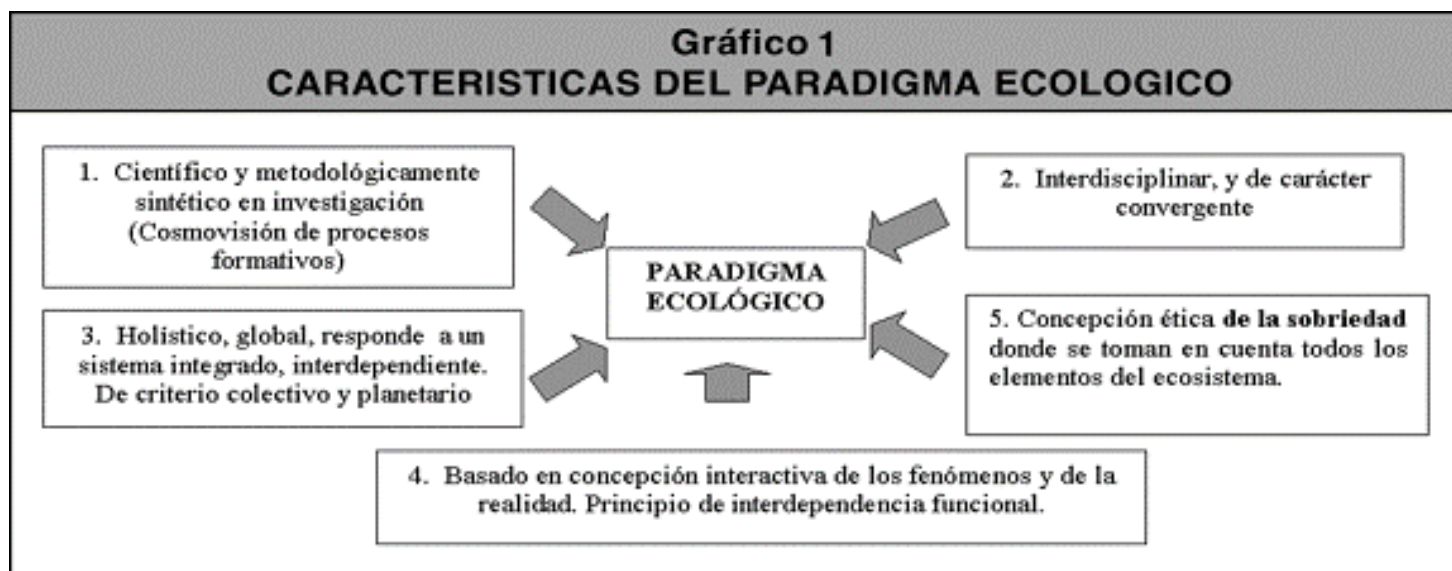 Gráfico 1
CARACTERISTICAS DEL PARADIGMA ECOLOGICO
1. Científico y metodológicamente
sintético en investigación
(Cosmovisión de procesos
formativos)
2. Interdisciplinar, y de carácter
convergente
PARADIGMA
ECOLÓGICO
3. Holístico, global, responde a un
sistema integrado, interdependiente.
De criterio colectivo y planetario
5. Concepción ética de la sobriedad
donde se toman en cuenta todos los
elementos del ecosistema.
4. Basado en concepción interactiva de los fenómenos y de la
realidad. Principio de interdependencia funcional.